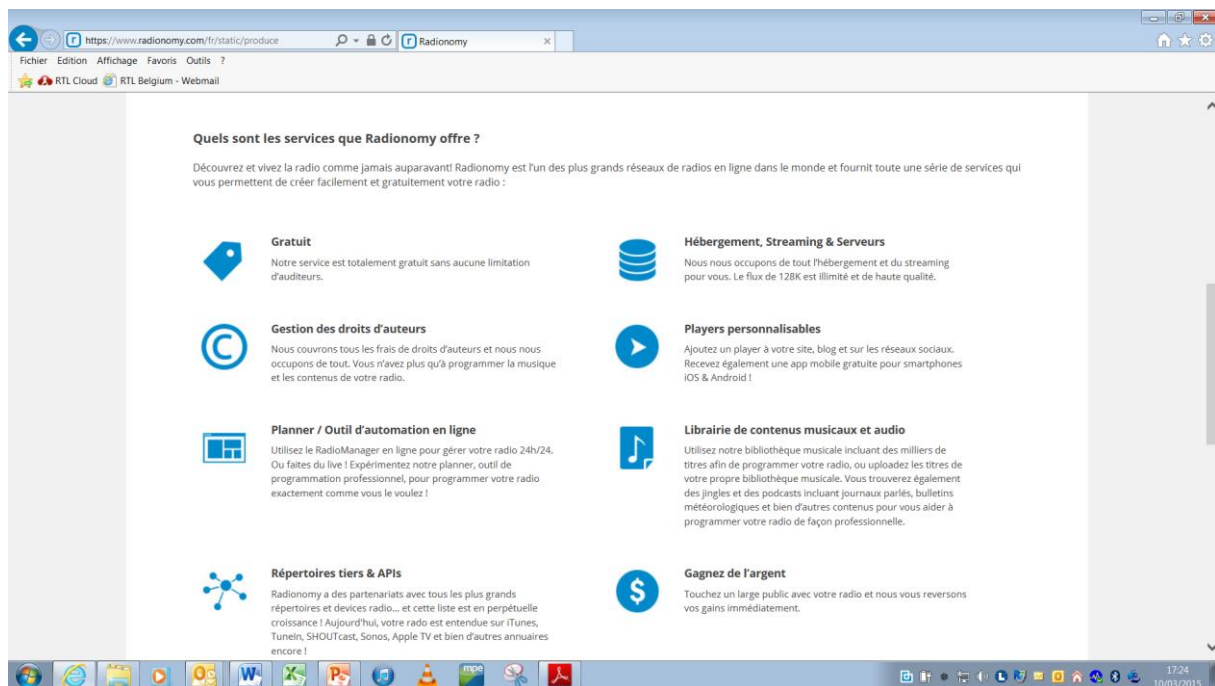 https://www.radionomy.com/fr/static/produce
Radionomy
Fichier Edition Affichage Favoris Outils ?
RTL Cloud RTL Belgium - Webmail
Quels sont les services que Radionomy offre ?
Découvrez et vivez la radio comme jamais auparavant! Radionomy est l'un des plus grands réseaux de radios en ligne dans le monde et fournit toute une série de services qui
vous permettent de créer facilement et gratuitement votre radio :
Gratuit
Notre service est totalement gratuit sans aucune limitation
d'auditeurs.
Hébergement, Streaming & Serveurs
Nous nous occupons de tout l'hébergement et du streaming
pour vous. Le flux de 128K est illimité et de haute qualité.
Gestion des droits d'auteurs
Nous couvrons tous les frais de droits d'auteurs et nous nous
occupons de tout. Vous n'avez plus qu'à programmer la musique
et les contenus de votre radio.
Players personnalisables
Ajoutez un player à votre site, blog et sur les réseaux sociaux.
Recevez également une app mobile gratuite pour smartphones
iOS & Android !
Planner / Outil d'automation en ligne
Utilisez le RadioManager en ligne pour gérer votre radio 24h/24.
Ou faites du live ! Expérimentez notre planner, outil de
programmation professionnel, pour programmer votre radio
exactement comme vous le voulez !
Librairie de contenus musicaux et audio
Utilisez notre bibliothèque musicale incluant des milliers de
titres afin de programmer votre radio, ou uploadez les titres de
votre propre bibliothèque musicale. Vous trouverez également
des jingles et des podcasts incluant journaux parlés, bulletins
météorologiques et bien d'autres contenus pour vous aider à
programmer votre radio de façon professionnelle.
Répertoires tiers & APIs
Radionomy a des partenariats avec tous les plus grands
répertoires et devices radio... et cette liste est en perpétuelle
croissance ! Aujourd'hui, votre rado est entendue sur iTunes,
TuneIn, SHOUTcast, Sonos, Apple TV et bien d'autres annuaires
encore !
Gagnez de l'argent
Touchez un large public avec votre radio et nous vous reversons
vos gains immédiatement.
mpe
17:24
10/03/2015